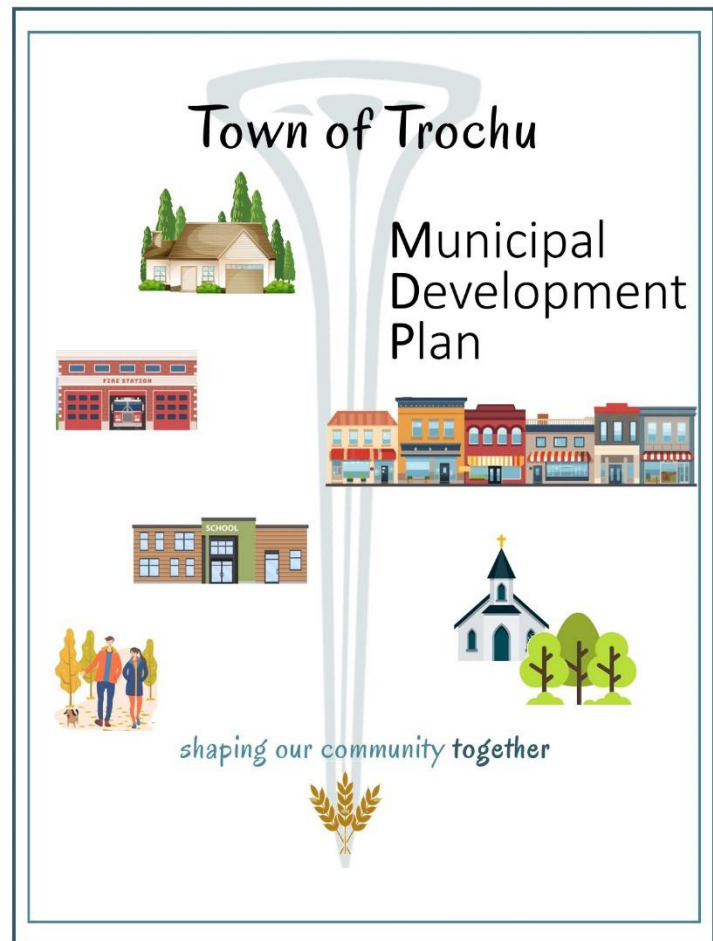 Town of Trochu
Municipal
Development
Plan
FIRE STATION
SCHOOL
shaping our community together